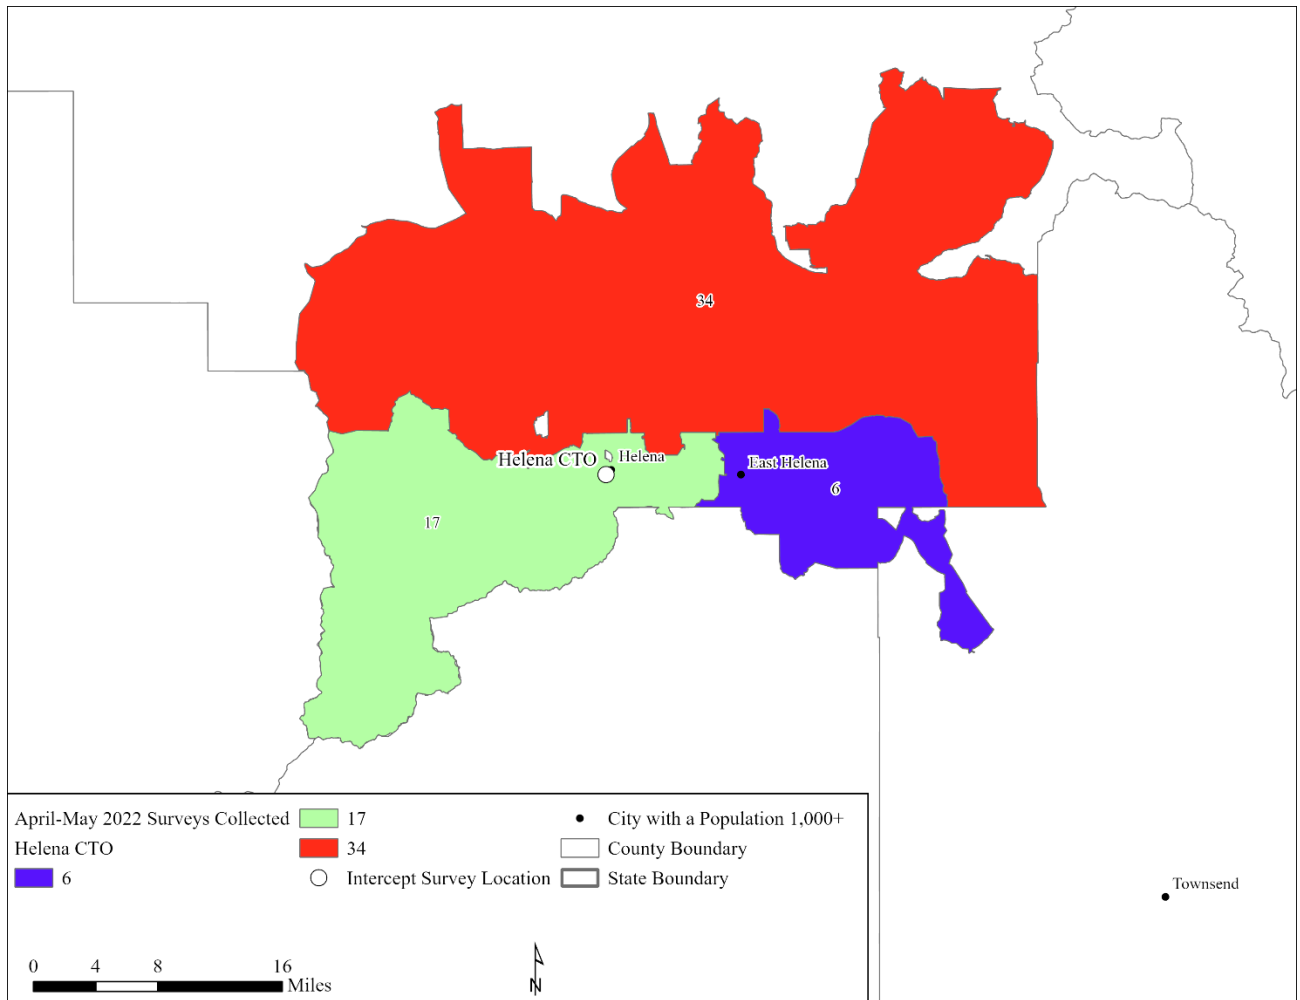 34
Helena CTO
Helena
East Helena
6
17
April-May 2022 Surveys Collected
17
City with a Population 1,000+
Helena CTO
34
County Boundary
6
Intercept Survey Location
State Boundary
Townsend
N
0 4 8 16
Miles